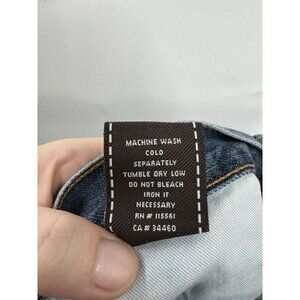 MACHINE WASH
COLD
SEPARATELY
TUMBLE DRY LOW
DO NOT BLEACH
IRON IF
NECESSARY
RN # 115561
CA # 34460